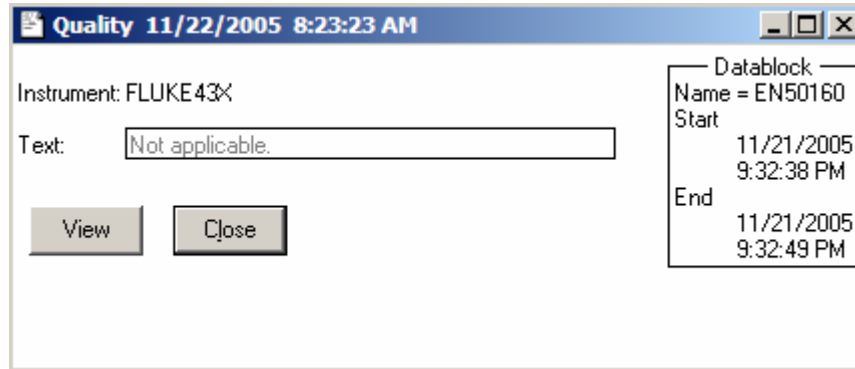 Quality 11/22/2005 8:23:23 AM
Instrument: FLUKE43X
Text: Not applicable.
View Close
Datablock
Name = EN50160
Start
11/21/2005
9:32:38 PM
End
11/21/2005
9:32:49 PM